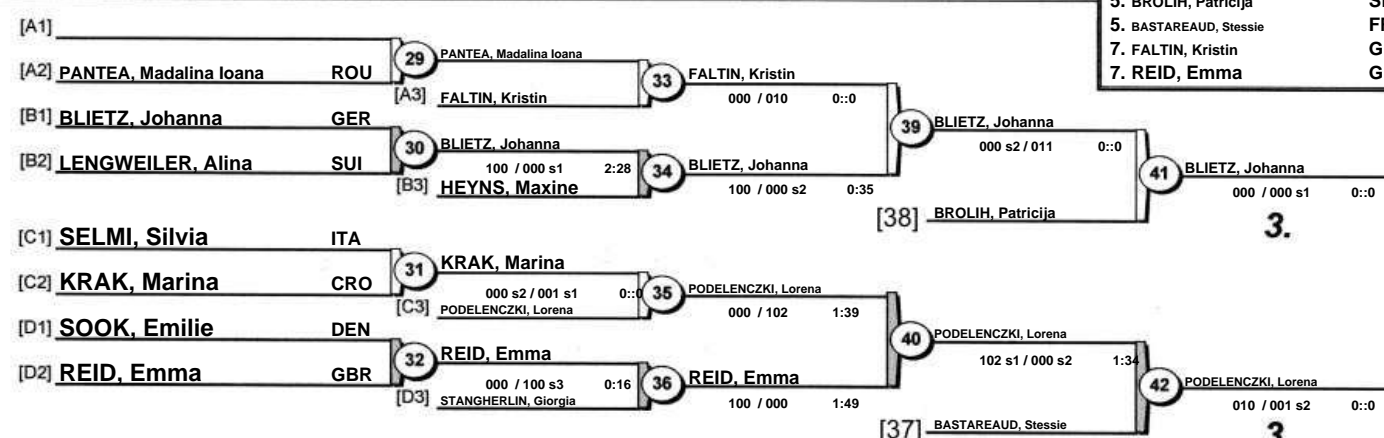 5. BROLIH, Patricija
5. BASTAREAUD, Stessie
7. FALTIN, Kristin G
7. REID, Emma G
[A1]
[A2] PANTEA, Madalina Ioana ROU
29 PANTEA, Madalina Ioana
[A3] FALTIN, Kristin
33 FALTIN, Kristin
000 / 010 0::0
[B1] BLIETZ, Johanna GER
[B2] LENGWEILER, Alina SUI
30 BLIETZ, Johanna
100 / 000 s1 2:28
[B3] HEYNS, Maxine
34 BLIETZ, Johanna
100 / 000 s2 0:35
39 BLIETZ, Johanna
000 s2 / 011 0::0
[38] BROLIH, Patricija
41 BLIETZ, Johanna
000 / 000 s1 0::0
3.
[C1] SELMI, Silvia ITA
[C2] KRAK, Marina CRO
31 KRAK, Marina
000 s2 / 001 s1 0::0
[C3] PODELENCZKI, Lorena
35 PODELENCZKI, Lorena
000 / 102 1:39
[D1] SOOK, Emilie DEN
[D2] REID, Emma GBR
32 REID, Emma
000 / 100 s3 0:16
[D3] STANGHERLIN, Giorgia
36 REID, Emma
100 / 000 1:49
40 PODELENCZKI, Lorena
102 s1 / 000 s2 1:34
[37] BASTAREAUD, Stessie
42 PODELENCZKI, Lorena
010 / 001 s2 0::0
3